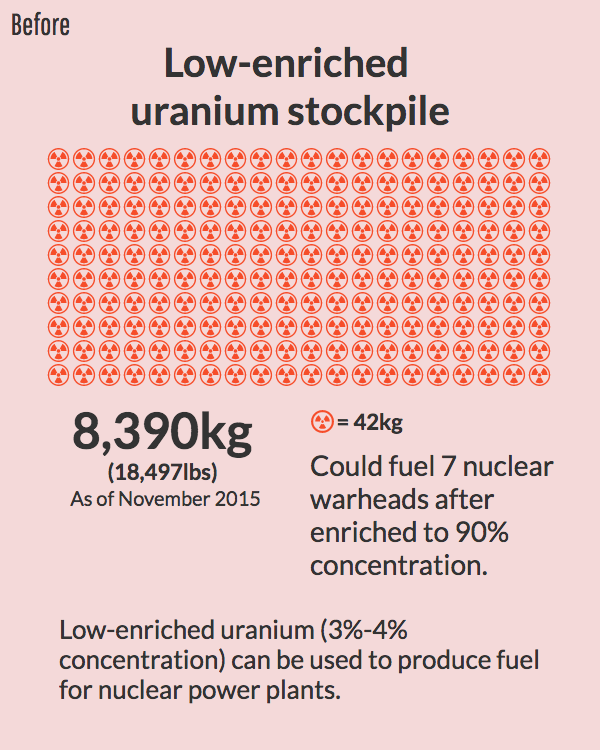 Before
Low-enriched
uranium stockpile
8,390kg
(18,497lbs)
As of November 2015
= 42kg
Could fuel 7 nuclear
warheads after
enriched to 90%
concentration.
Low-enriched uranium (3%-4%
concentration) can be used to produce fuel
for nuclear power plants.